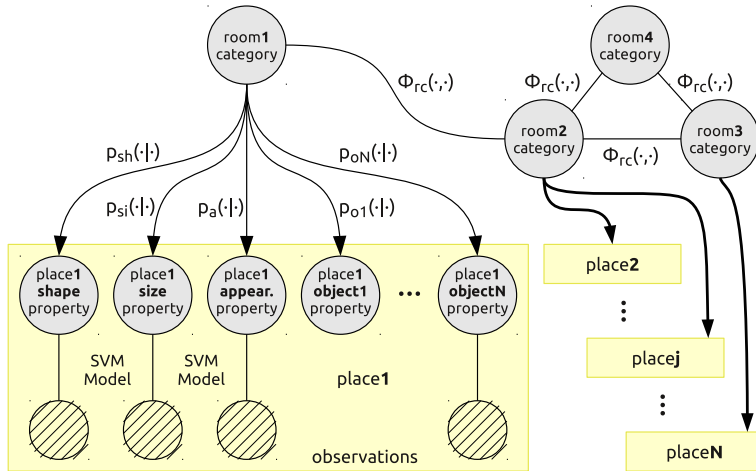 room1
category
room4
category
Φrc(·,·)
Φrc(·,·)
Φrc(·,·)
room2
category
room3
category
Φrc(·,·)
psh(·|·)
poN(·|·)
psi(·|·)
pa(·|·)
po1(·|·)
place1
shape
property
place1
size
property
place1
appear.
property
place1
object1
property
...
place1
objectN
property
place2
...
SVM
Model
SVM
Model
place1
placej
...
observations
placeN